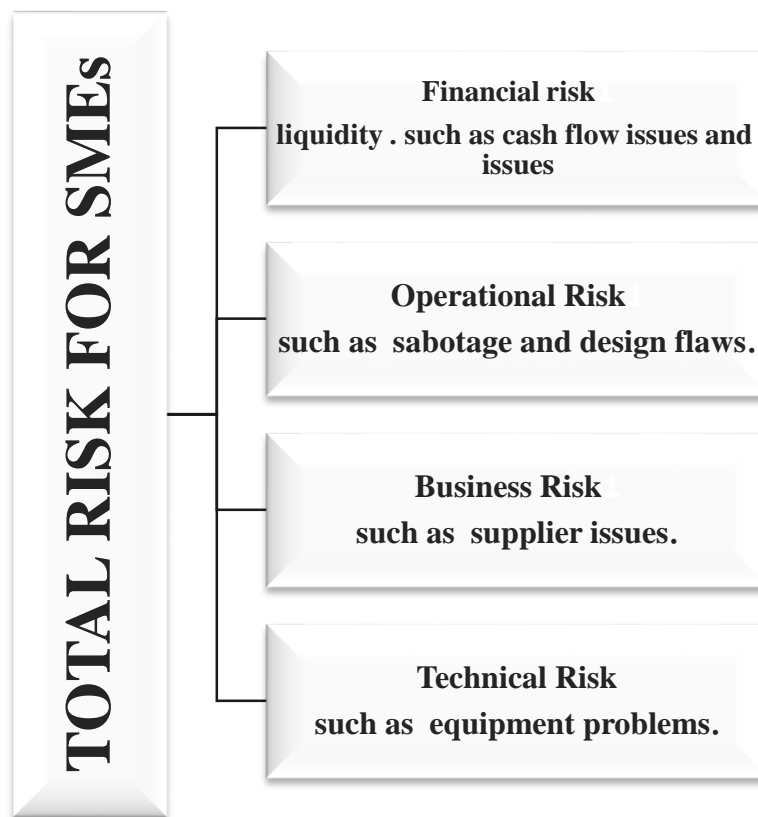 TOTAL RISK FOR SMEs
Financial risk
liquidity . such as cash flow issues and
issues
Operational Risk
such as  sabotage and design flaws.
Business Risk
such as  supplier issues.
Technical Risk
such as  equipment problems.